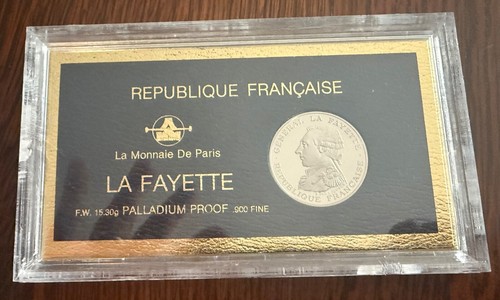 REPUBLIQUE FRANÇAISE
La Monnaie De Paris
LA FAYETTE
F.W. 15.30g PALLADIUM PROOF .900 FINE
GENERAL LA FAYETTE
REPUBLIQUE FRANÇAISE